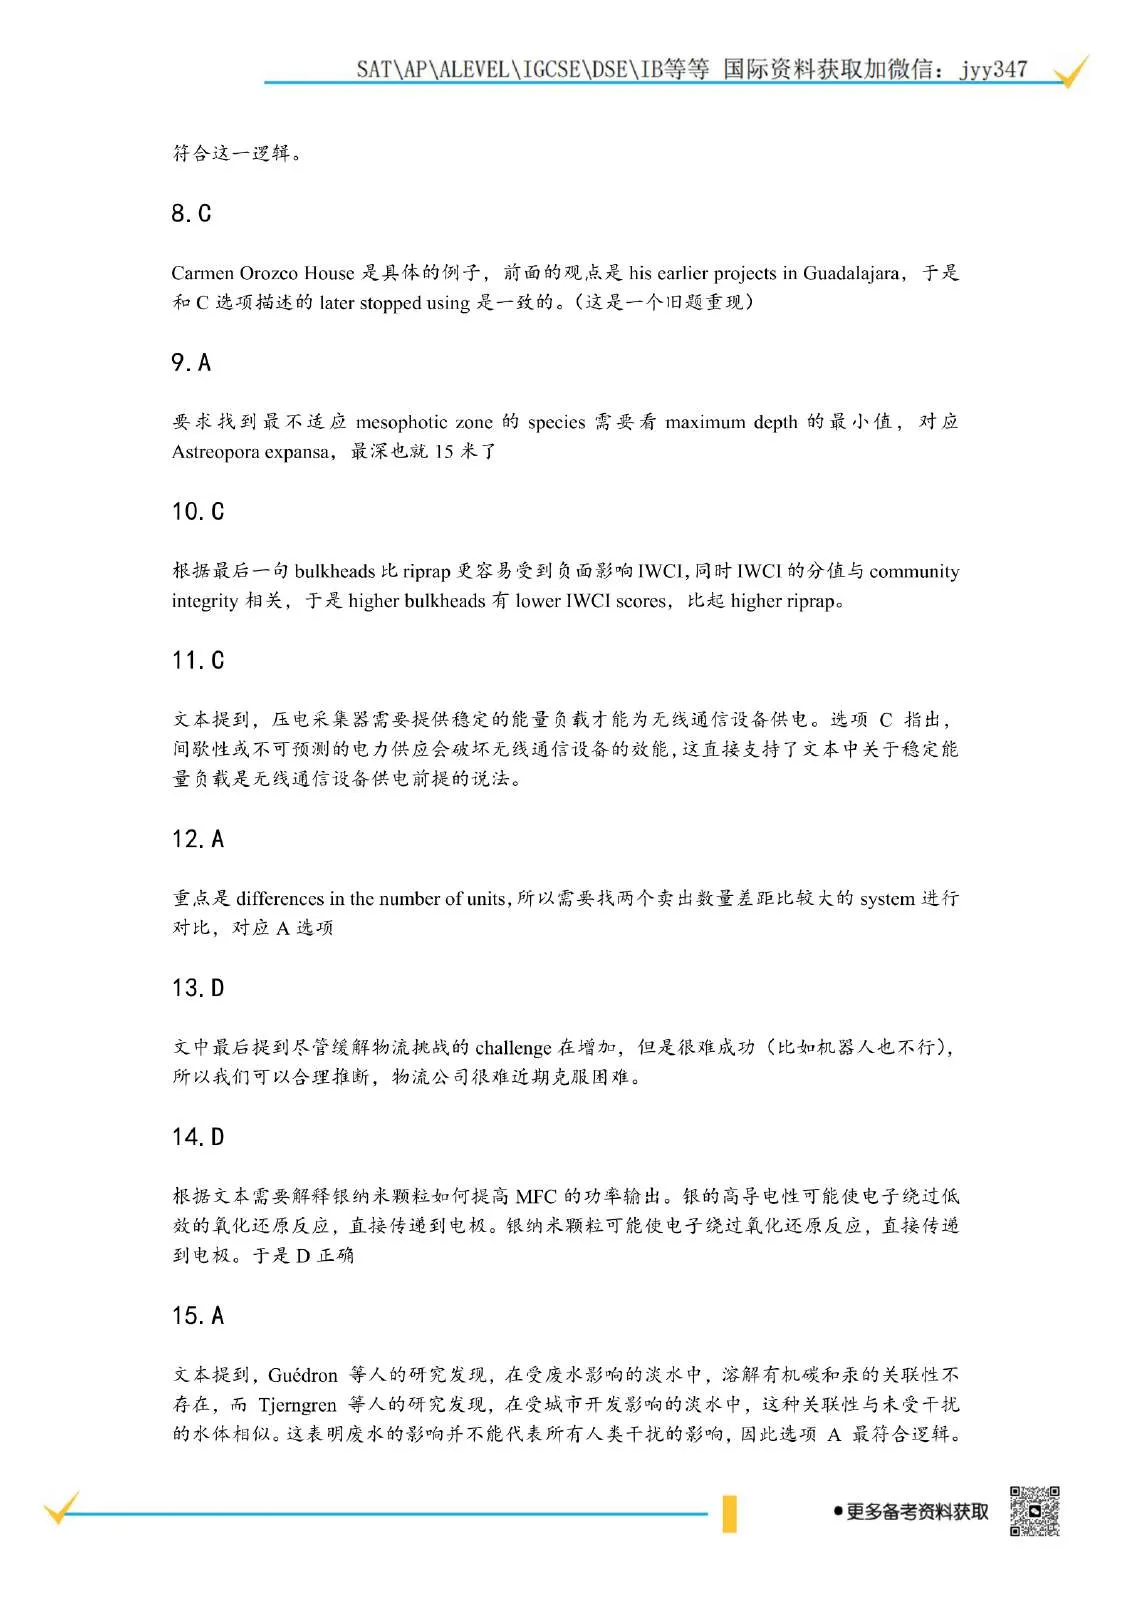 SAT\AP\ALEVEL\IGCSE\DSE\IB等等 国际资料获取加微信：jyy347
符合这一逻辑。
8.C
Carmen Orozco House 是具体的例子，前面的观点是 his earlier projects in Guadalajara，于是
和 C 选项描述的 later stopped using 是一致的。（这是一个旧题重现）
9.A
要求找到最不适应 mesophotic zone 的 species 需要看 maximum depth 的最小值，对应
Astreopora expansa，最深也就 15 米了
10.C
根据最后一句 bulkheads 比 riprap 更容易受到负面影响 IWCI，同时 IWCI 的分值与 community
integrity 相关，于是 higher bulkheads 有 lower IWCI scores，比起 higher riprap。
11.C
文本提到，压电采集器需要提供稳定的能量负载才能为无线通信设备供电。选项 C 指出，
间歇性或不可预测的电力供应会破坏无线通信设备的效能，这直接支持了文本中关于稳定能
量负载是无线通信设备供电前提的说法。
12.A
重点是 differences in the number of units，所以需要找两个卖出数量差距比较大的 system 进行
对比，对应 A 选项
13.D
文中最后提到尽管缓解物流挑战的 challenge 在增加，但是很难成功（比如机器人也不行），
所以我们可以合理推断，物流公司很难近期克服困难。
14.D
根据文本需要解释银纳米颗粒如何提高 MFC 的功率输出。银的高导电性可能使电子绕过低
效的氧化还原反应，直接传递到电极。银纳米颗粒可能使电子绕过氧化还原反应，直接传递
到电极。于是 D 正确
15.A
文本提到，Guédron 等人的研究发现，在受废水影响的淡水中，溶解有机碳和汞的关联性不
存在，而 Tjerngren 等人的研究发现，在受城市开发影响的淡水中，这种关联性与未受干扰
的水体相似。这表明废水的影响并不能代表所有人类干扰的影响，因此选项 A 最符合逻辑。
•更多备考资料获取